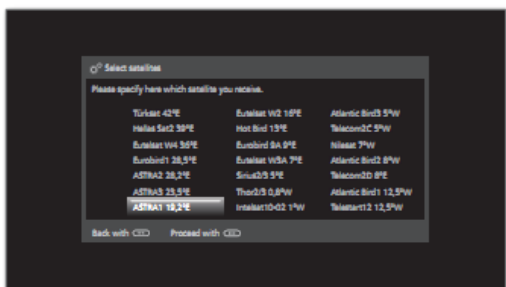 Select satellites
Please specify here which satellite you receive.
Türksat 42°E
Hellas Sat2 39°E
Eutelsat W4 36°E
Eurobird1 28,5°E
ASTRA2 28,2°E
ASTRA3 23,5°E
ASTRA1 19,2°E
Eutelsat W2 16°E
Hot Bird 13°E
Eurobird 9A 9°E
Eutelsat W3A 7°E
Sirius2/3 5°E
Thor2/3 0,8°W
Intelsat10-02 1°W
Atlantic Bird3 5°W
Telecom2C 5°W
Nilesat 7°W
Atlantic Bird2 8°W
Telecom2D 8°E
Atlantic Bird1 12,5°W
Telestar12 12,5°W
Back with
Proceed with